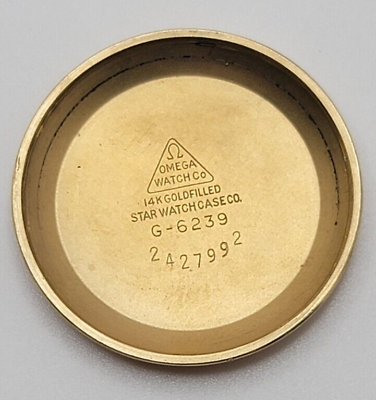 Ω
OMEGA
WATCH CO
14K GOLDFILLED
STAR WATCH CASE CO.
G-6239
2427992